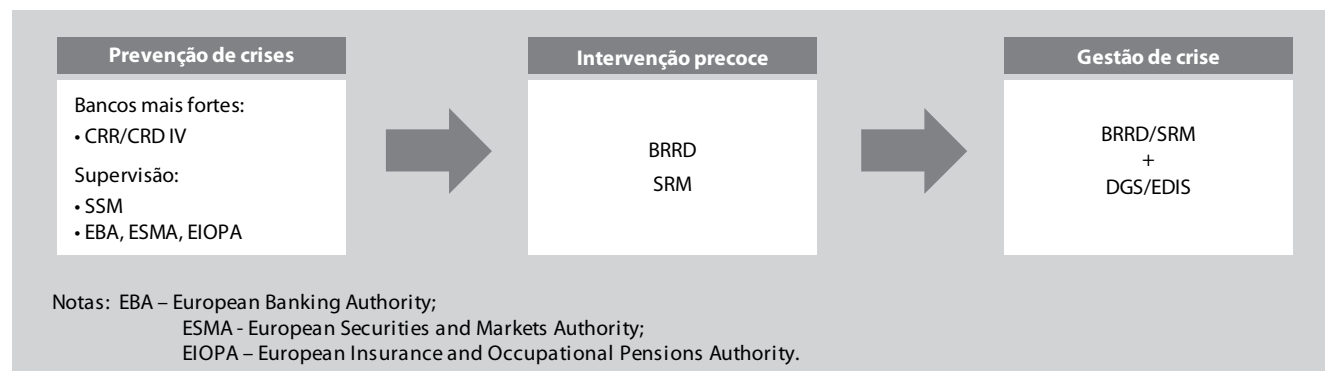 Prevenção de crises
Bancos mais fortes:
• CRR/CRD IV
Supervisão:
• SSM
• EBA, ESMA, EIOPA
Intervenção precoce
BRRD
SRM
Gestão de crise
BRRD/SRM
+
DGS/EDIS
Notas: EBA – European Banking Authority;
ESMA - European Securities and Markets Authority;
EIOPA – European Insurance and Occupational Pensions Authority.